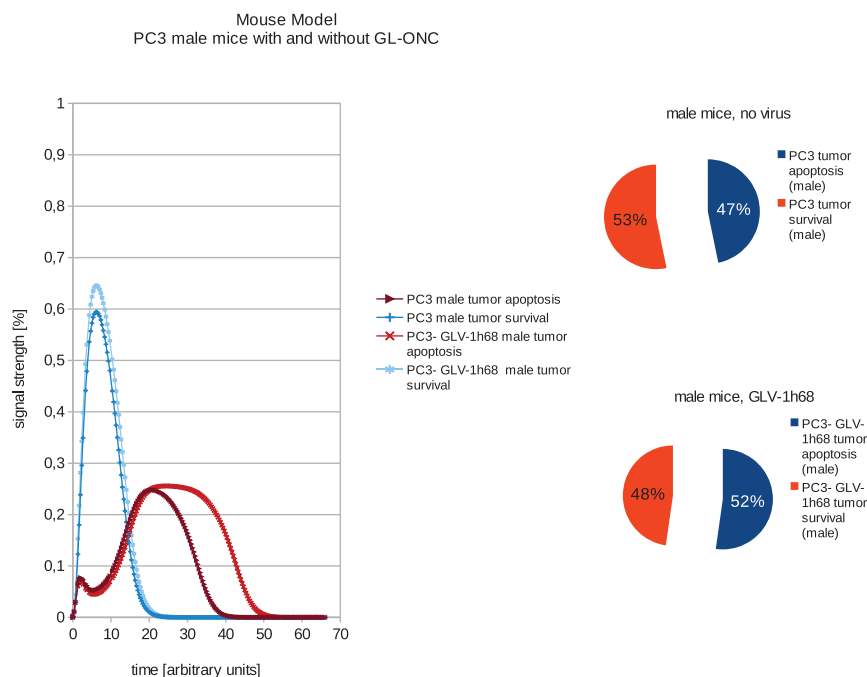 Mouse Model
PC3 male mice with and without GL-ONC
signal strength [%]
1
0,9
0,8
0,7
0,6
0,5
0,4
0,3
0,2
0,1
0
0
10
20
30
40
50
60
70
time [arbitrary units]
PC3 male tumor apoptosis
PC3 male tumor survival
PC3- GLV-1h68 male tumor
apoptosis
PC3- GLV-1h68 male tumor
survival
male mice, no virus
53%
47%
PC3 tumor
apoptosis
(male)
PC3 tumor
survival
(male)
male mice, GLV-1h68
48%
52%
PC3- GLV-
1h68 tumor
apoptosis
(male)
PC3- GLV-
1h68 tumor
survival
(male)